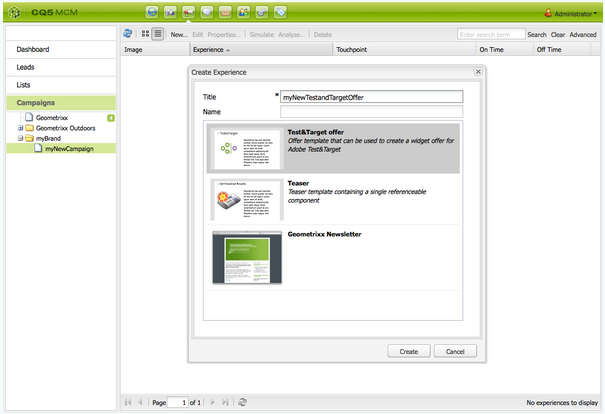 CQ5 MCM
Administrator
New... Edit Properties... Simulate Analyze... Delete
Enter search term Search Clear Advanced
Dashboard
Leads
Lists
Campaigns
Geometrixx 4
Geometrixx Outdoors
myBrand
myNewCampaign
Image Experience Touchpoint On Time Off Time
Create Experience
Title * myNewTestandTargetOffer
Name
Test&Target
Test&Target offer
Offer template that can be used to create a widget offer for
Adobe Test&Target
Teaser
Teaser template containing a single referenceable
component
Geometrixx Newsletter
Create Cancel
Page 1 of 1
No experiences to display